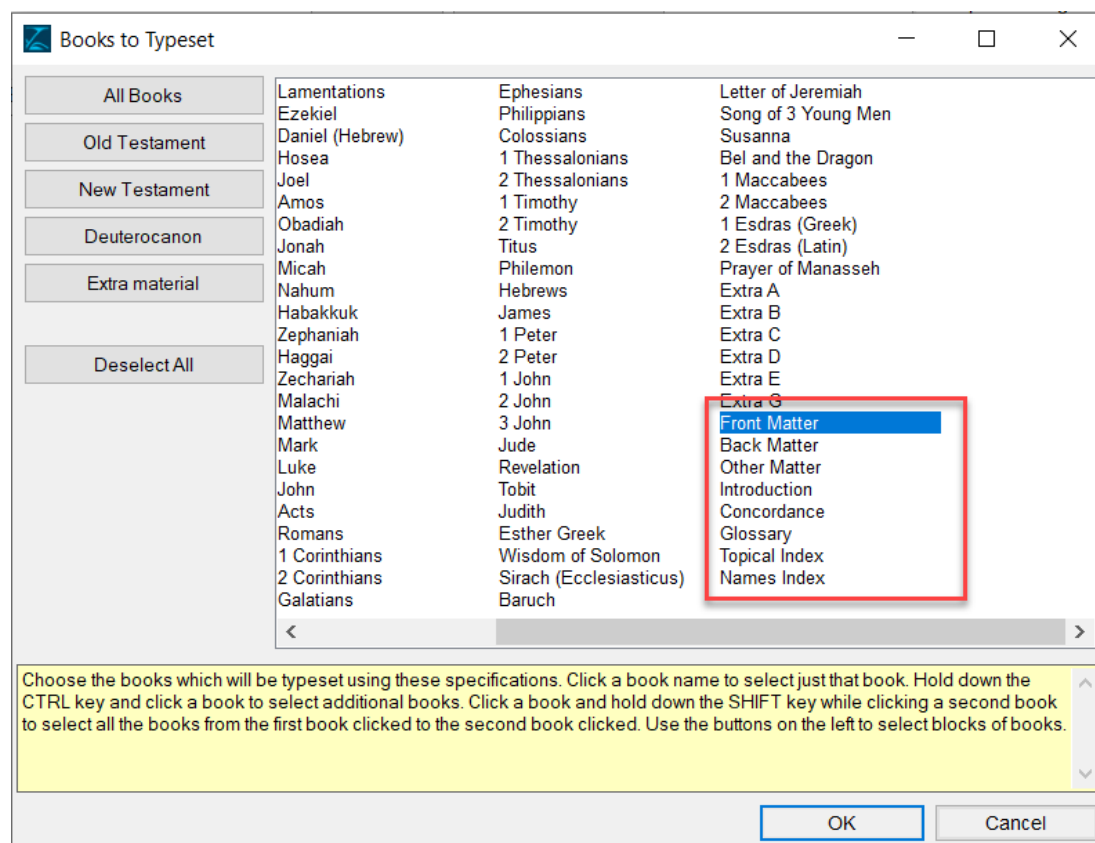 Books to Typeset
All Books
Old Testament
New Testament
Deuterocanon
Extra material
Deselect All
Lamentations
Ezekiel
Daniel (Hebrew)
Hosea
Joel
Amos
Obadiah
Jonah
Micah
Nahum
Habakkuk
Zephaniah
Haggai
Zechariah
Malachi
Matthew
Mark
Luke
John
Acts
Romans
1 Corinthians
2 Corinthians
Galatians
Ephesians
Philippians
Colossians
1 Thessalonians
2 Thessalonians
1 Timothy
2 Timothy
Titus
Philemon
Hebrews
James
1 Peter
2 Peter
1 John
2 John
3 John
Jude
Revelation
Tobit
Judith
Esther Greek
Wisdom of Solomon
Sirach (Ecclesiasticus)
Baruch
Letter of Jeremiah
Song of 3 Young Men
Susanna
Bel and the Dragon
1 Maccabees
2 Maccabees
1 Esdras (Greek)
2 Esdras (Latin)
Prayer of Manasseh
Extra A
Extra B
Extra C
Extra D
Extra E
Extra G
Front Matter
Back Matter
Other Matter
Introduction
Concordance
Glossary
Topical Index
Names Index
Choose the books which will be typeset using these specifications. Click a book name to select just that book. Hold down the
CTRL key and click a book to select additional books. Click a book and hold down the SHIFT key while clicking a second book
to select all the books from the first book clicked to the second book clicked. Use the buttons on the left to select blocks of books.
OK
Cancel